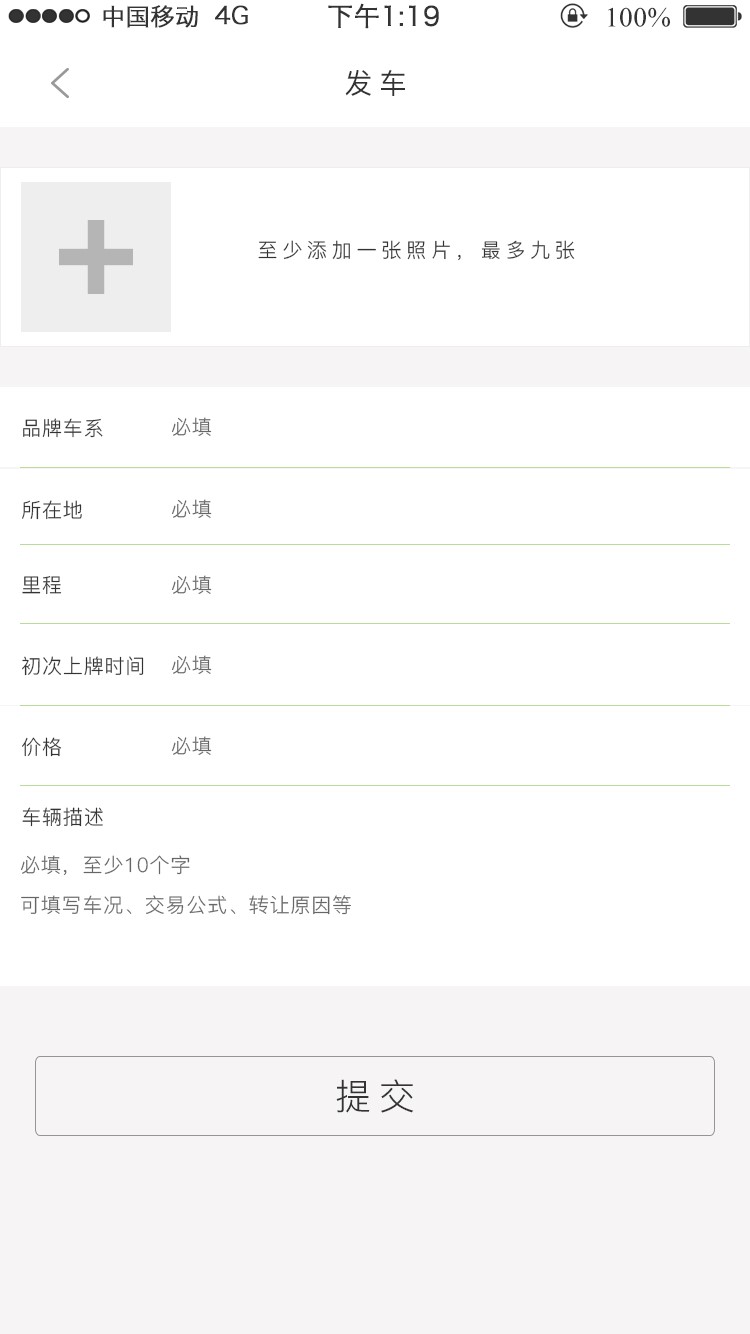 中国移动 4G 下午1:19 100%
发车
至少添加一张照片，最多九张
品牌车系 必填
所在地 必填
里程 必填
初次上牌时间 必填
价格 必填
车辆描述
必填，至少10个字
可填写车况、交易公式、转让原因等
提交